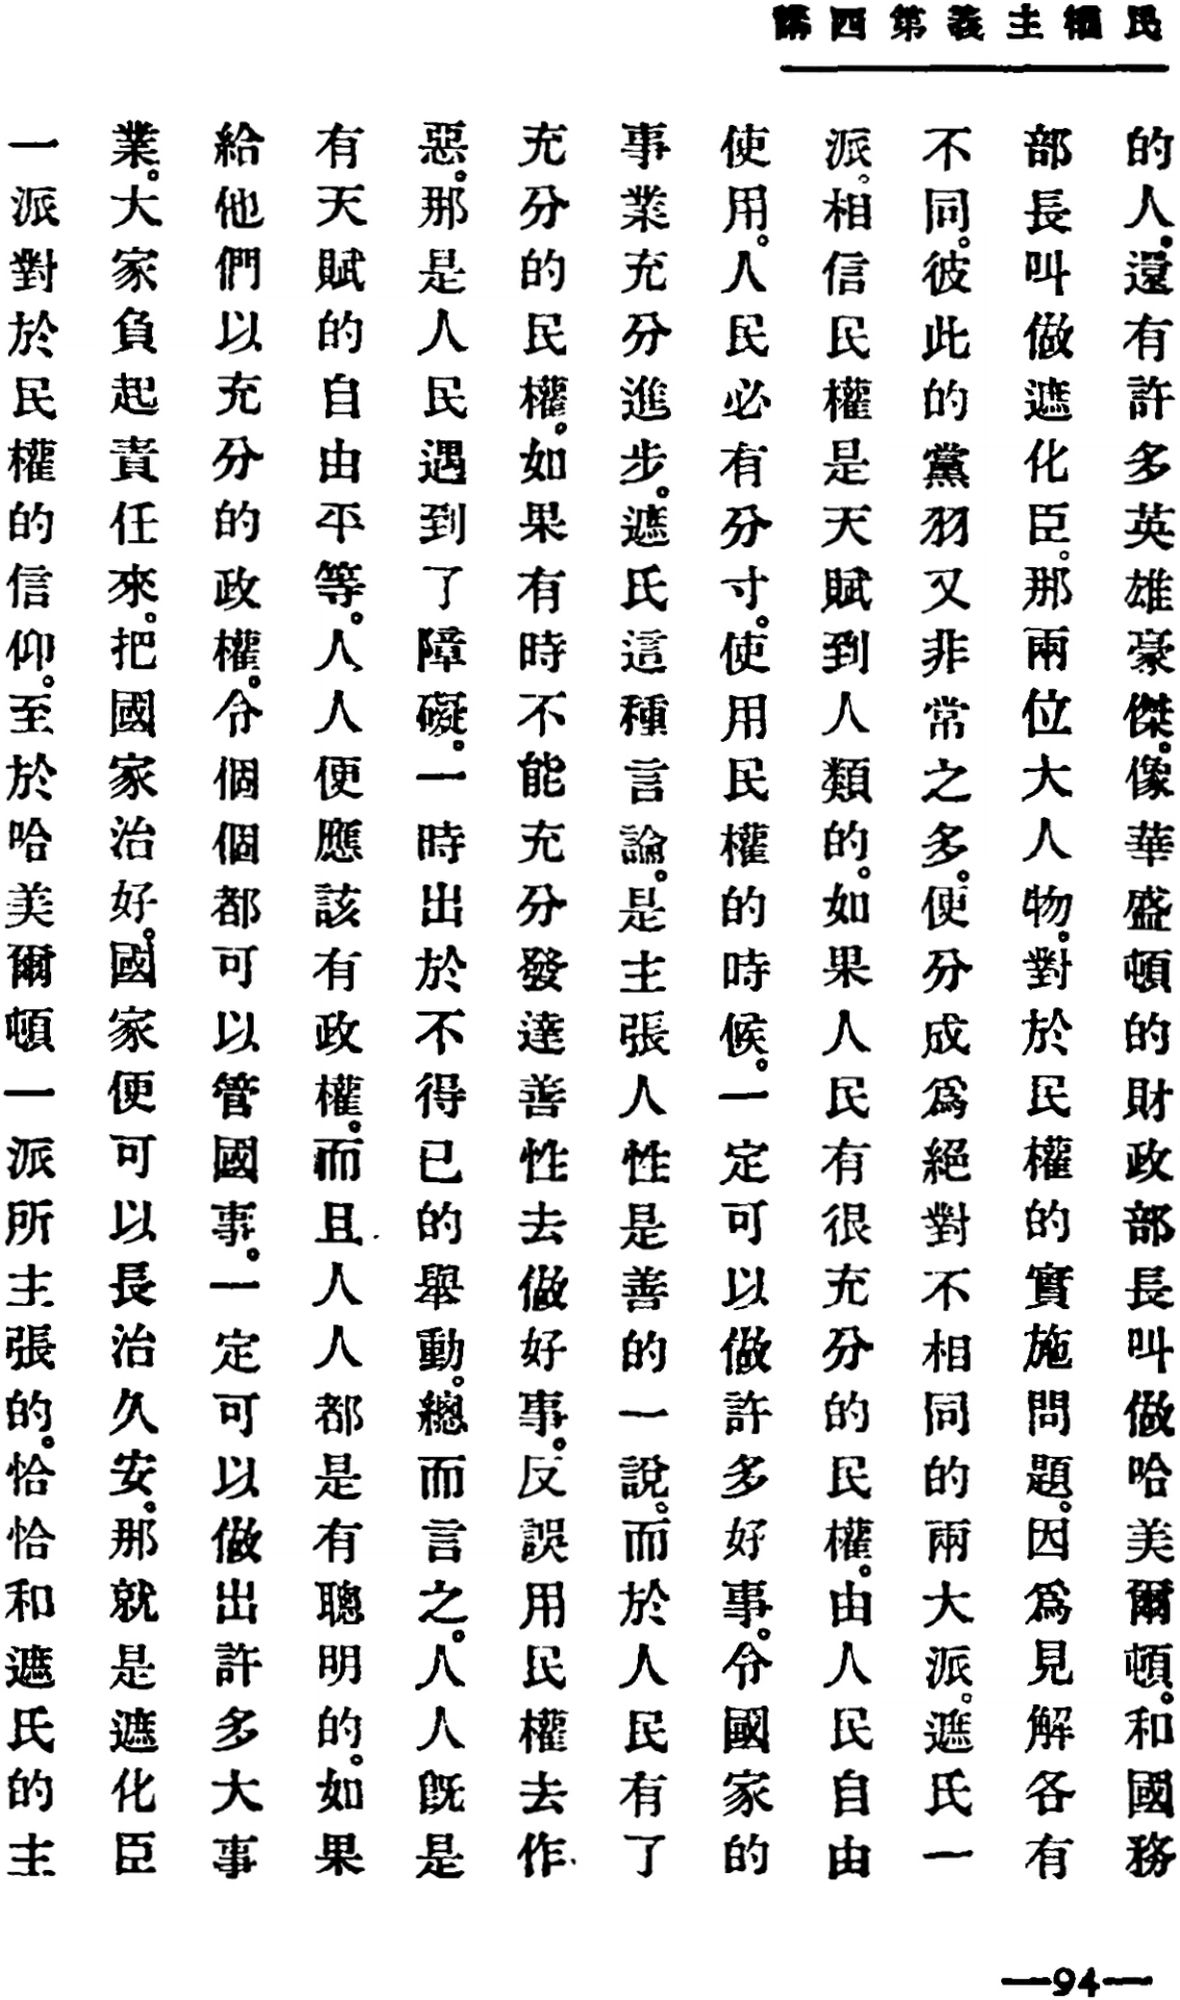 民權主義第四講
的人。還有許多英雄豪傑。像華盛頓的財政部長叫做哈美爾頓。和國務
部長叫做遮化臣。那兩位大人物。對於民權的實施問題。因爲見解各有
不同。彼此的黨羽又非常之多。便分成爲絕對不相同的兩大派。遮氏一
派。相信民權是天賦到人類的。如果人民有很充分的民權。由人民自由
使用。人民必有分寸。使用民權的時候。一定可以做許多好事。令國家的
事業充分進步。遮氏這種言論。是主張人性是善的一說。而於人民有了
充分的民權。如果有時不能充分發達善性去做好事。反誤用民權去作
惡。那是人民遇到了障礙。一時出於不得已的舉動。總而言之。人人既是
有天賦的自由平等。人人便應該有政權。而且人人都是有聰明的。如果
給他們以充分的政權。令個個都可以管國事。一定可以做出許多大事
業。大家負起責任來。把國家治好。國家便可以長治久安。那就是遮化臣
一派對於民權的信仰。至於哈美爾頓一派所主張的。恰恰和遮氏的主
—94—